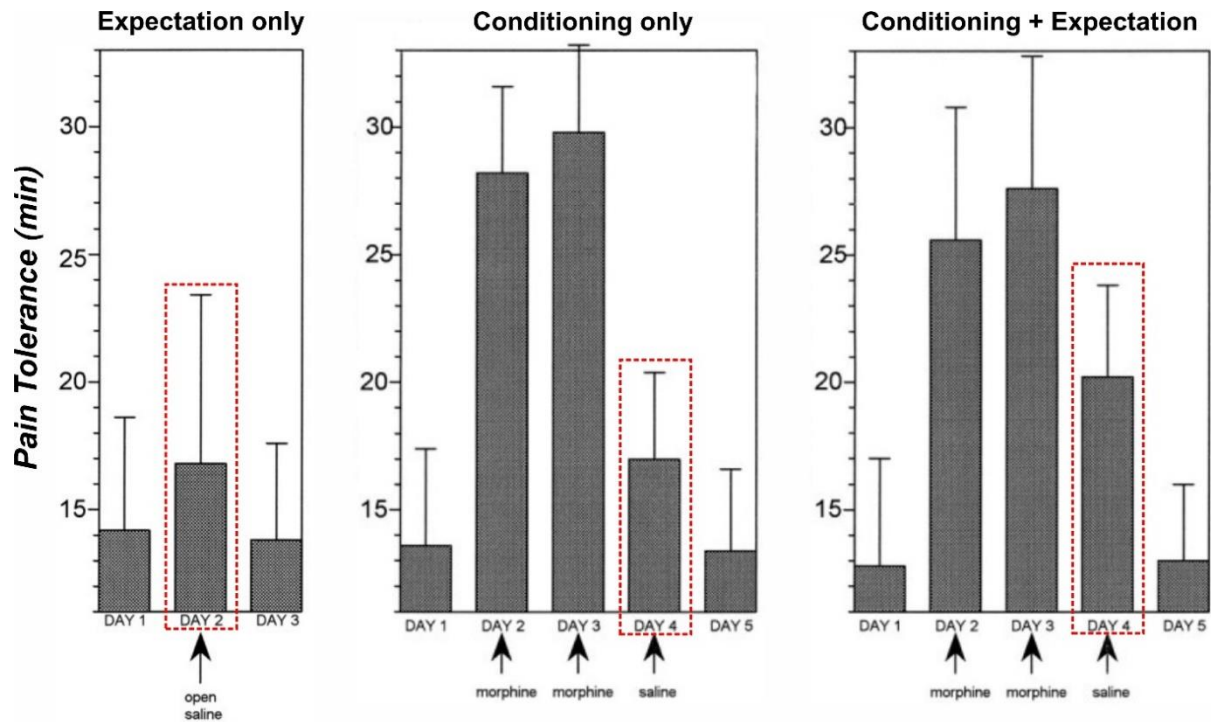 Expectation only
Conditioning only
Conditioning + Expectation
Pain Tolerance (min)
30
25
20
15
DAY 1 DAY 2 DAY 3
open
saline
30
25
20
15
DAY 1 DAY 2 DAY 3 DAY 4 DAY 5
morphine morphine saline
30
25
20
15
DAY 1 DAY 2 DAY 3 DAY 4 DAY 5
morphine morphine saline